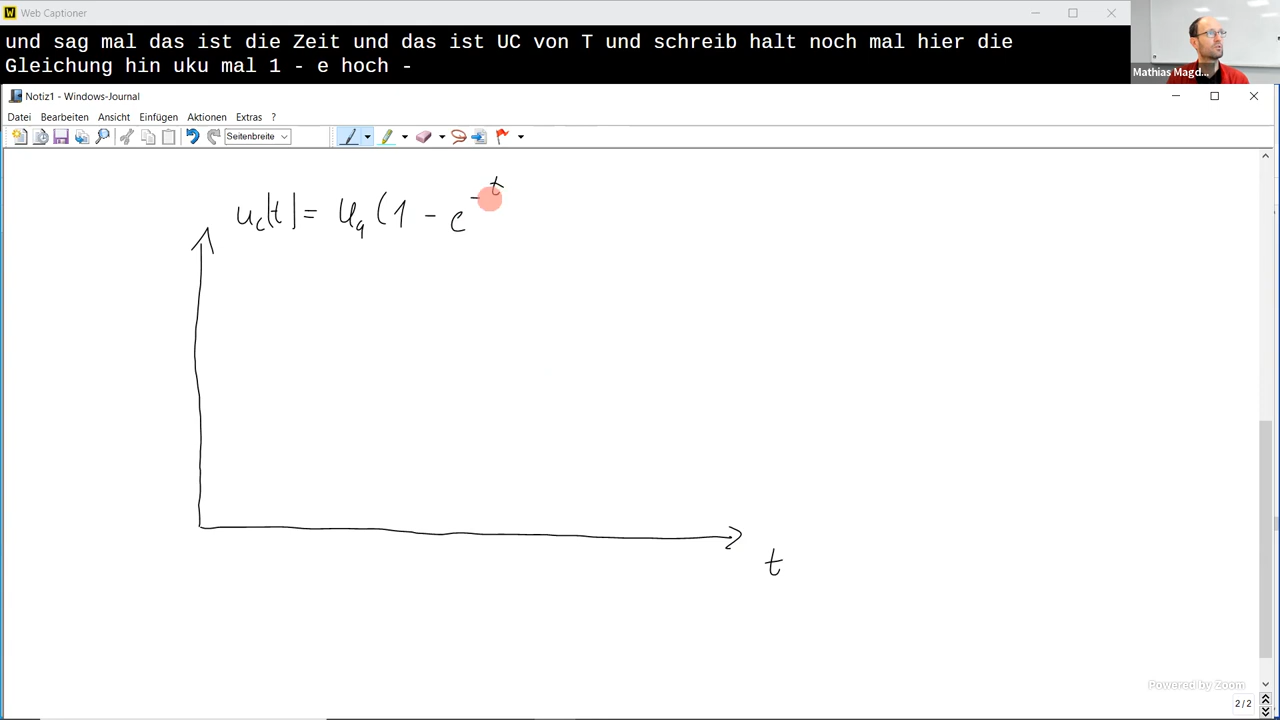 Web Captioner
und sag mal das ist die Zeit und das ist UC von T und schreib halt noch mal hier die
Gleichung hin uku mal 1 - e hoch -
Mathias Magd...
Notiz1 - Windows-Journal
Datei Bearbeiten Ansicht Einfügen Aktionen Extras ?
Seitenbreite
u_c(t) = U_q (1 - e^-t
t
Powered by Zoom
2 / 2